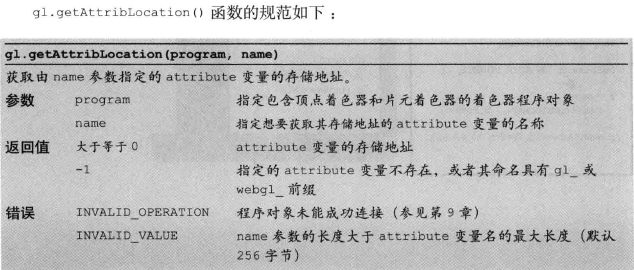 gl.getAttribLocation() 函数的规范如下：
gl.getAttribLocation(program, name)
获取由 name 参数指定的 attribute 变量的存储地址。
参数 program 指定包含顶点着色器和片元着色器的着色器程序对象
name 指定想要获取其存储地址的 attribute 变量的名称
返回值 大于等于 0 attribute 变量的存储地址
-1 指定的 attribute 变量不存在，或者其命名具有 gl_ 或
webgl_ 前缀
错误 INVALID_OPERATION 程序对象未能成功连接（参见第 9 章）
INVALID_VALUE name 参数的长度大于 attribute 变量名的最大长度（默认
256 字节）